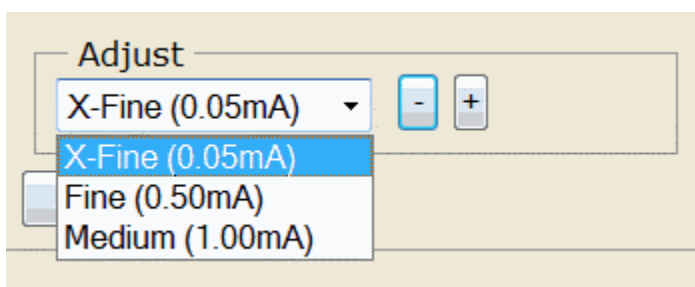 Adjust
X-Fine (0.05mA) - +
X-Fine (0.05mA)
Fine (0.50mA)
Medium (1.00mA)